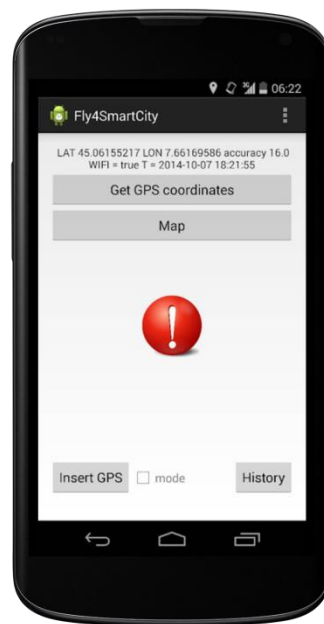 3G 06:22
Fly4SmartCity
LAT 45.06155217 LON 7.66169586 accuracy 16.0
WIFI = true T = 2014-10-07 18:21:55
Get GPS coordinates
Map
!
Insert GPS mode History